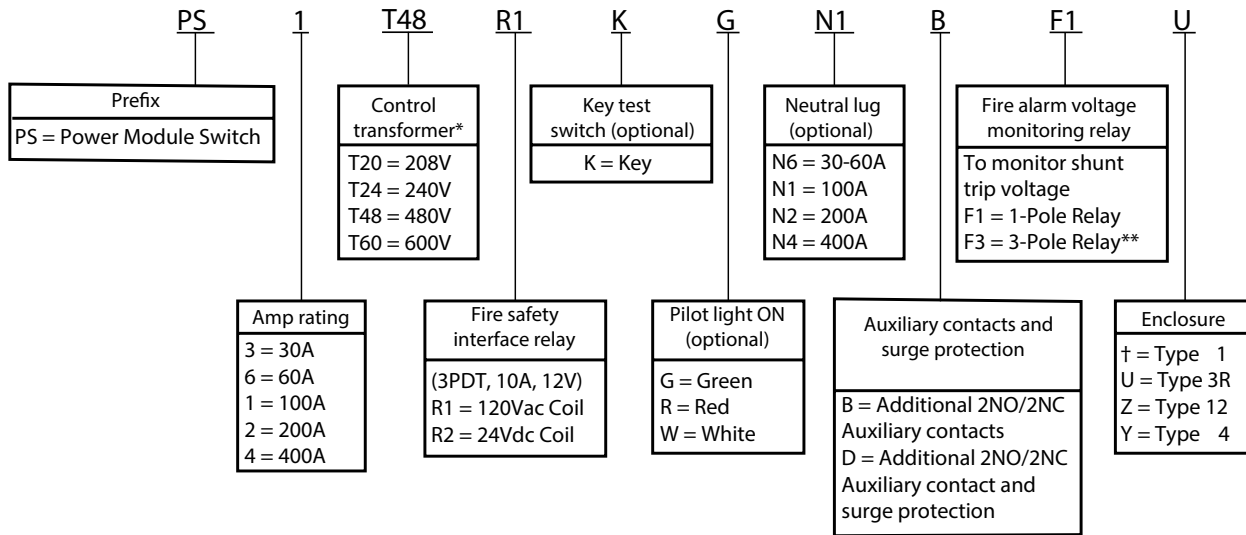 PS 1 T48 R1 K G N1 B F1 U
Prefix
PS = Power Module Switch
Control
transformer*
T20 = 208V
T24 = 240V
T48 = 480V
T60 = 600V
Key test
switch (optional)
K = Key
Neutral lug
(optional)
N6 = 30-60A
N1 = 100A
N2 = 200A
N4 = 400A
Fire alarm voltage
monitoring relay
To monitor shunt
trip voltage
F1 = 1-Pole Relay
F3 = 3-Pole Relay**
Amp rating
3 = 30A
6 = 60A
1 = 100A
2 = 200A
4 = 400A
Fire safety
interface relay
(3PDT, 10A, 12V)
R1 = 120Vac Coil
R2 = 24Vdc Coil
Pilot light ON
(optional)
G = Green
R = Red
W = White
Auxiliary contacts and
surge protection
B = Additional 2NO/2NC
Auxiliary contacts
D = Additional 2NO/2NC
Auxiliary contact and
surge protection
Enclosure
† = Type 1
U = Type 3R
Z = Type 12
Y = Type 4